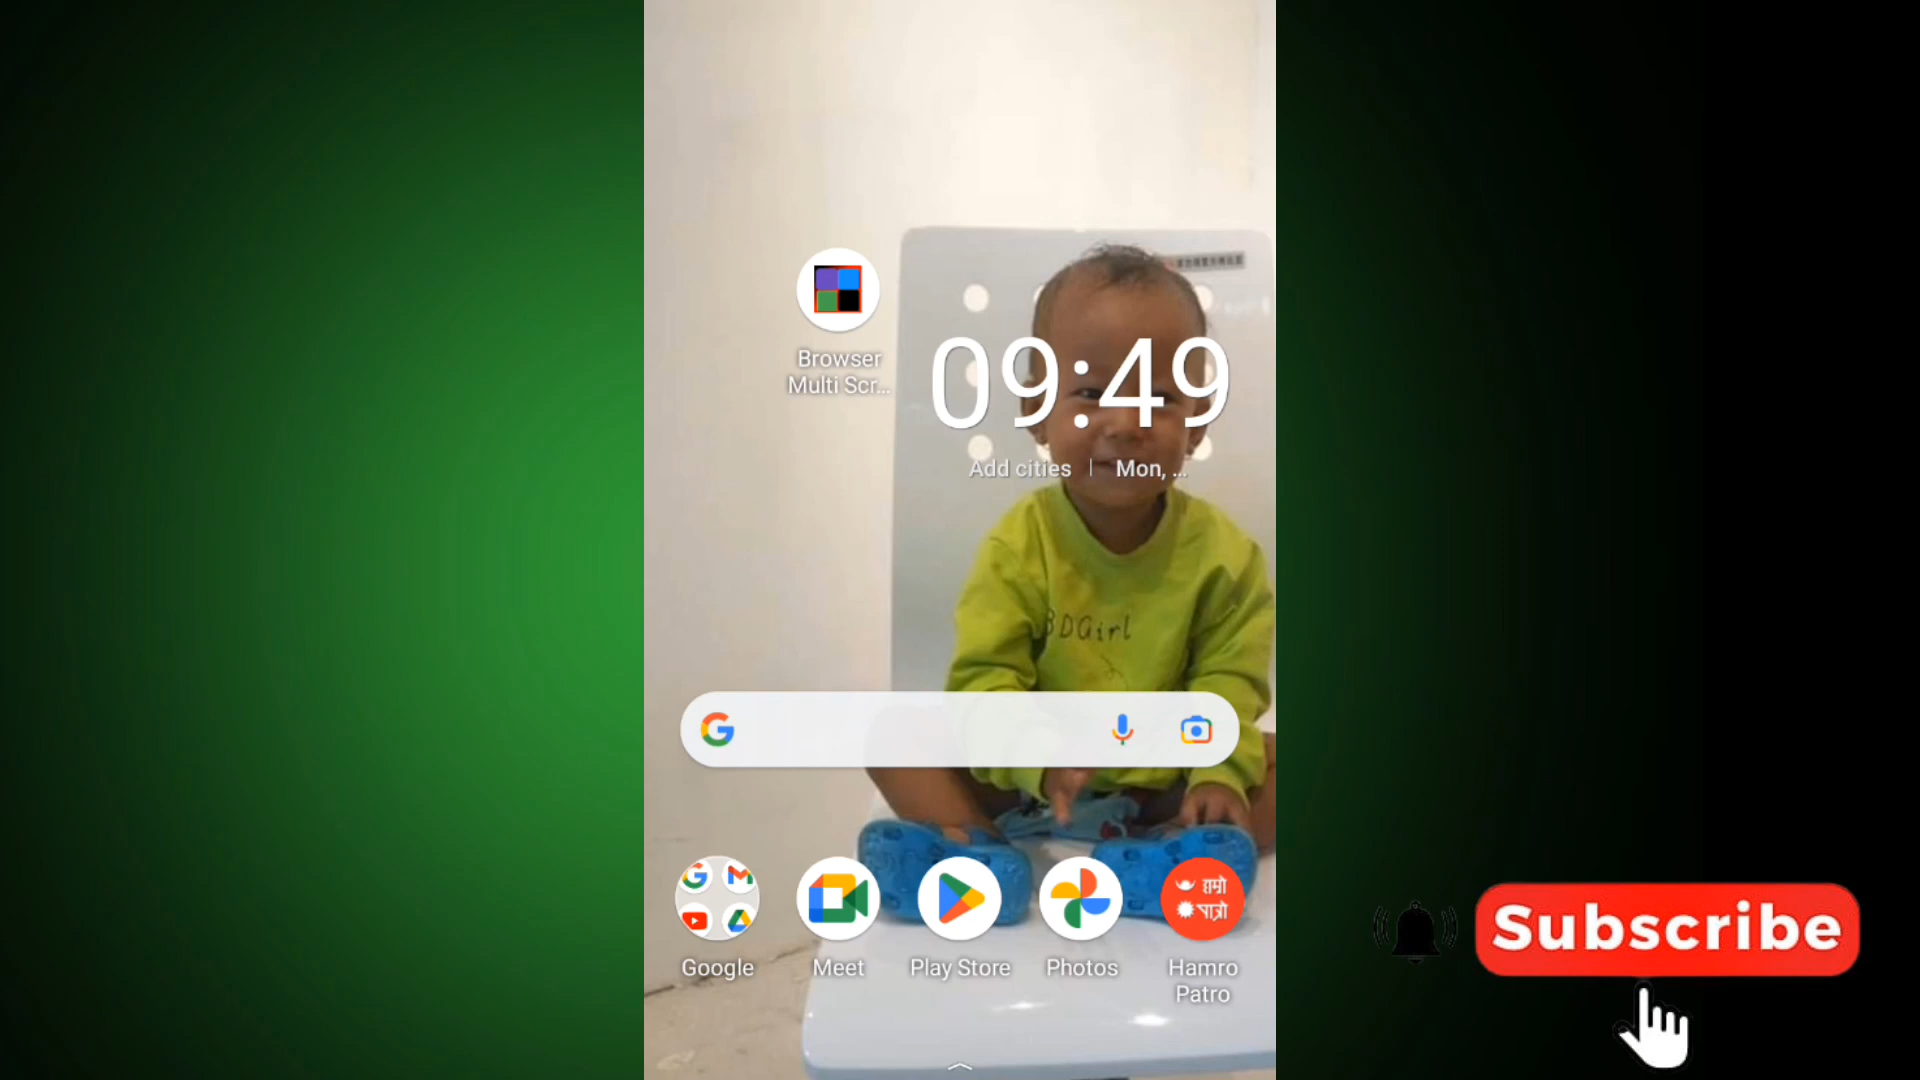 Browser
Multi Scr...
09:49
Add cities | Mon, ...
BDGirl
हाम्रो
पात्रो
Google
Meet
Play Store
Photos
Hamro
Patro
Subscribe